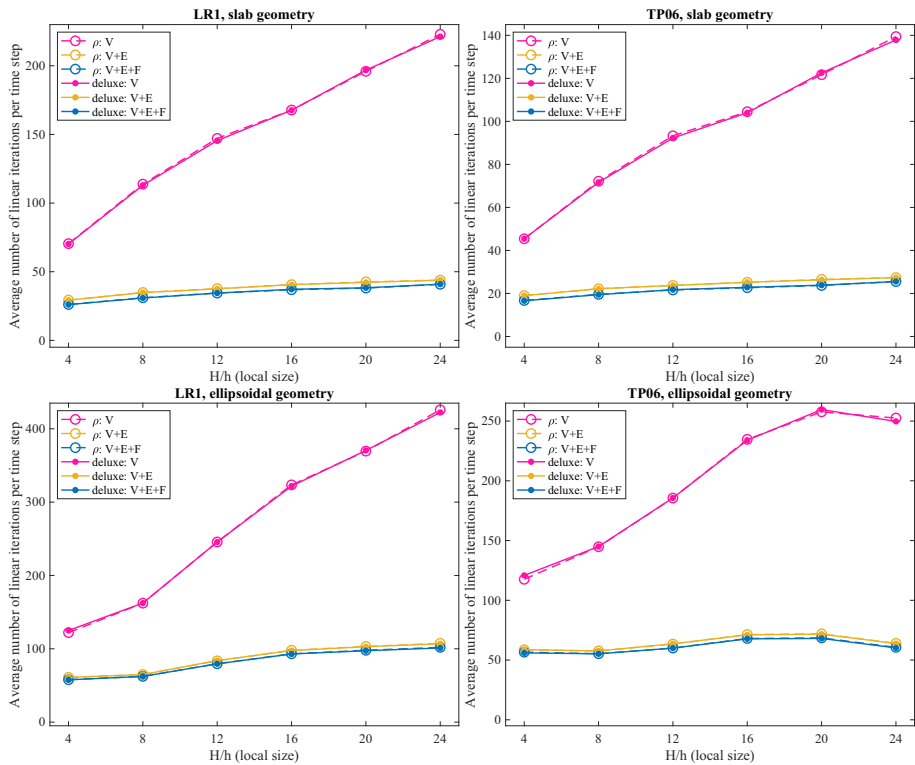 LR1, slab geometry
Average number of linear iterations per time step
200
150
100
50
0
ρ: V
ρ: V+E
ρ: V+E+F
deluxe: V
deluxe: V+E
deluxe: V+E+F
4 8 12 16 20 24
H/h (local size)
TP06, slab geometry
Average number of linear iterations per time step
140
120
100
80
60
40
20
0
ρ: V
ρ: V+E
ρ: V+E+F
deluxe: V
deluxe: V+E
deluxe: V+E+F
4 8 12 16 20 24
H/h (local size)
LR1, ellipsoidal geometry
Average number of linear iterations per time step
400
300
200
100
0
ρ: V
ρ: V+E
ρ: V+E+F
deluxe: V
deluxe: V+E
deluxe: V+E+F
4 8 12 16 20 24
H/h (local size)
TP06, ellipsoidal geometry
Average number of linear iterations per time step
250
200
150
100
50
0
ρ: V
ρ: V+E
ρ: V+E+F
deluxe: V
deluxe: V+E
deluxe: V+E+F
4 8 12 16 20 24
H/h (local size)